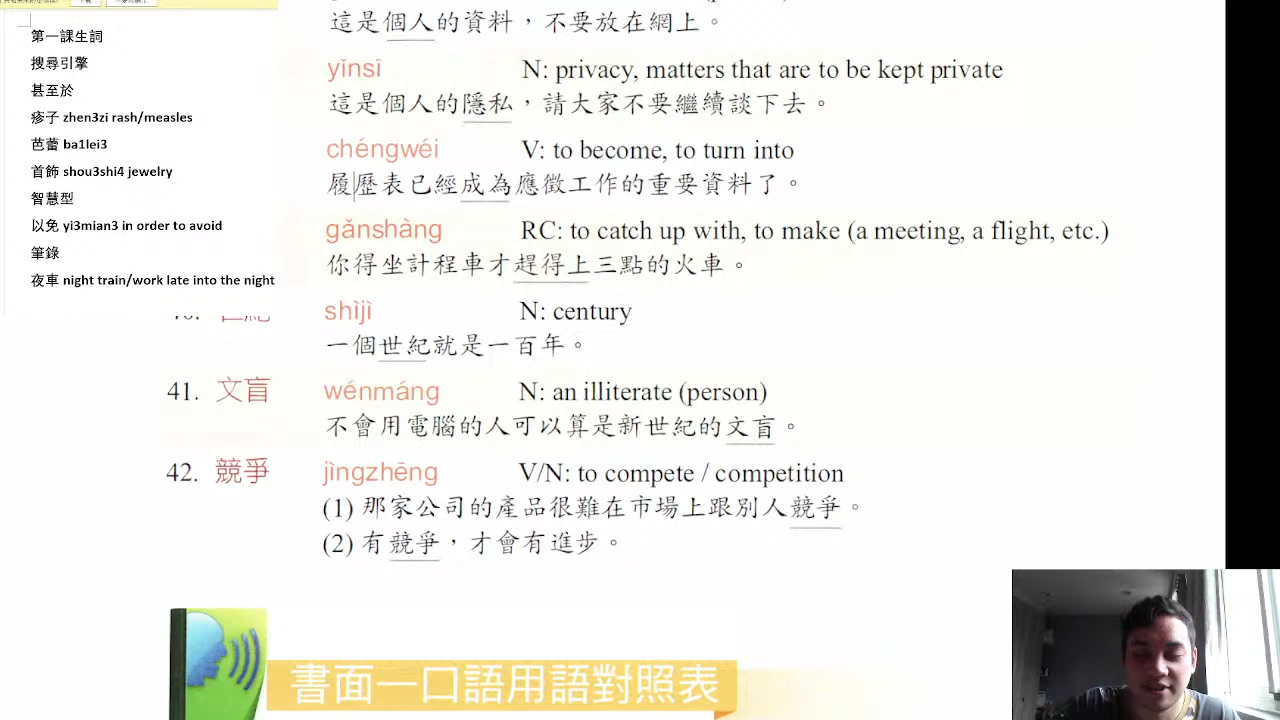 第一課生詞
搜尋引擎
甚至於
疹子 zhen3zi rash/measles
芭蕾 ba1lei3
首飾 shou3shi4 jewelry
智慧型
以免 yi3mian3 in order to avoid
筆錄
夜車 night train/work late into the night
這是個人的資料，不要放在網上。
yǐnsī N: privacy, matters that are to be kept private
這是個人的隱私，請大家不要繼續談下去。
chéngwéi V: to become, to turn into
履歷表已經成為應徵工作的重要資料了。
gǎnshàng RC: to catch up with, to make (a meeting, a flight, etc.)
你得坐計程車才趕得上三點的火車。
shìjì N: century
一個世紀就是一百年。
41. 文盲 wénmáng N: an illiterate (person)
不會用電腦的人可以算是新世紀的文盲。
42. 競爭 jìngzhēng V/N: to compete / competition
(1) 那家公司的產品很難在市場上跟別人競爭。
(2) 有競爭，才會有進步。
書面一口語用語對照表